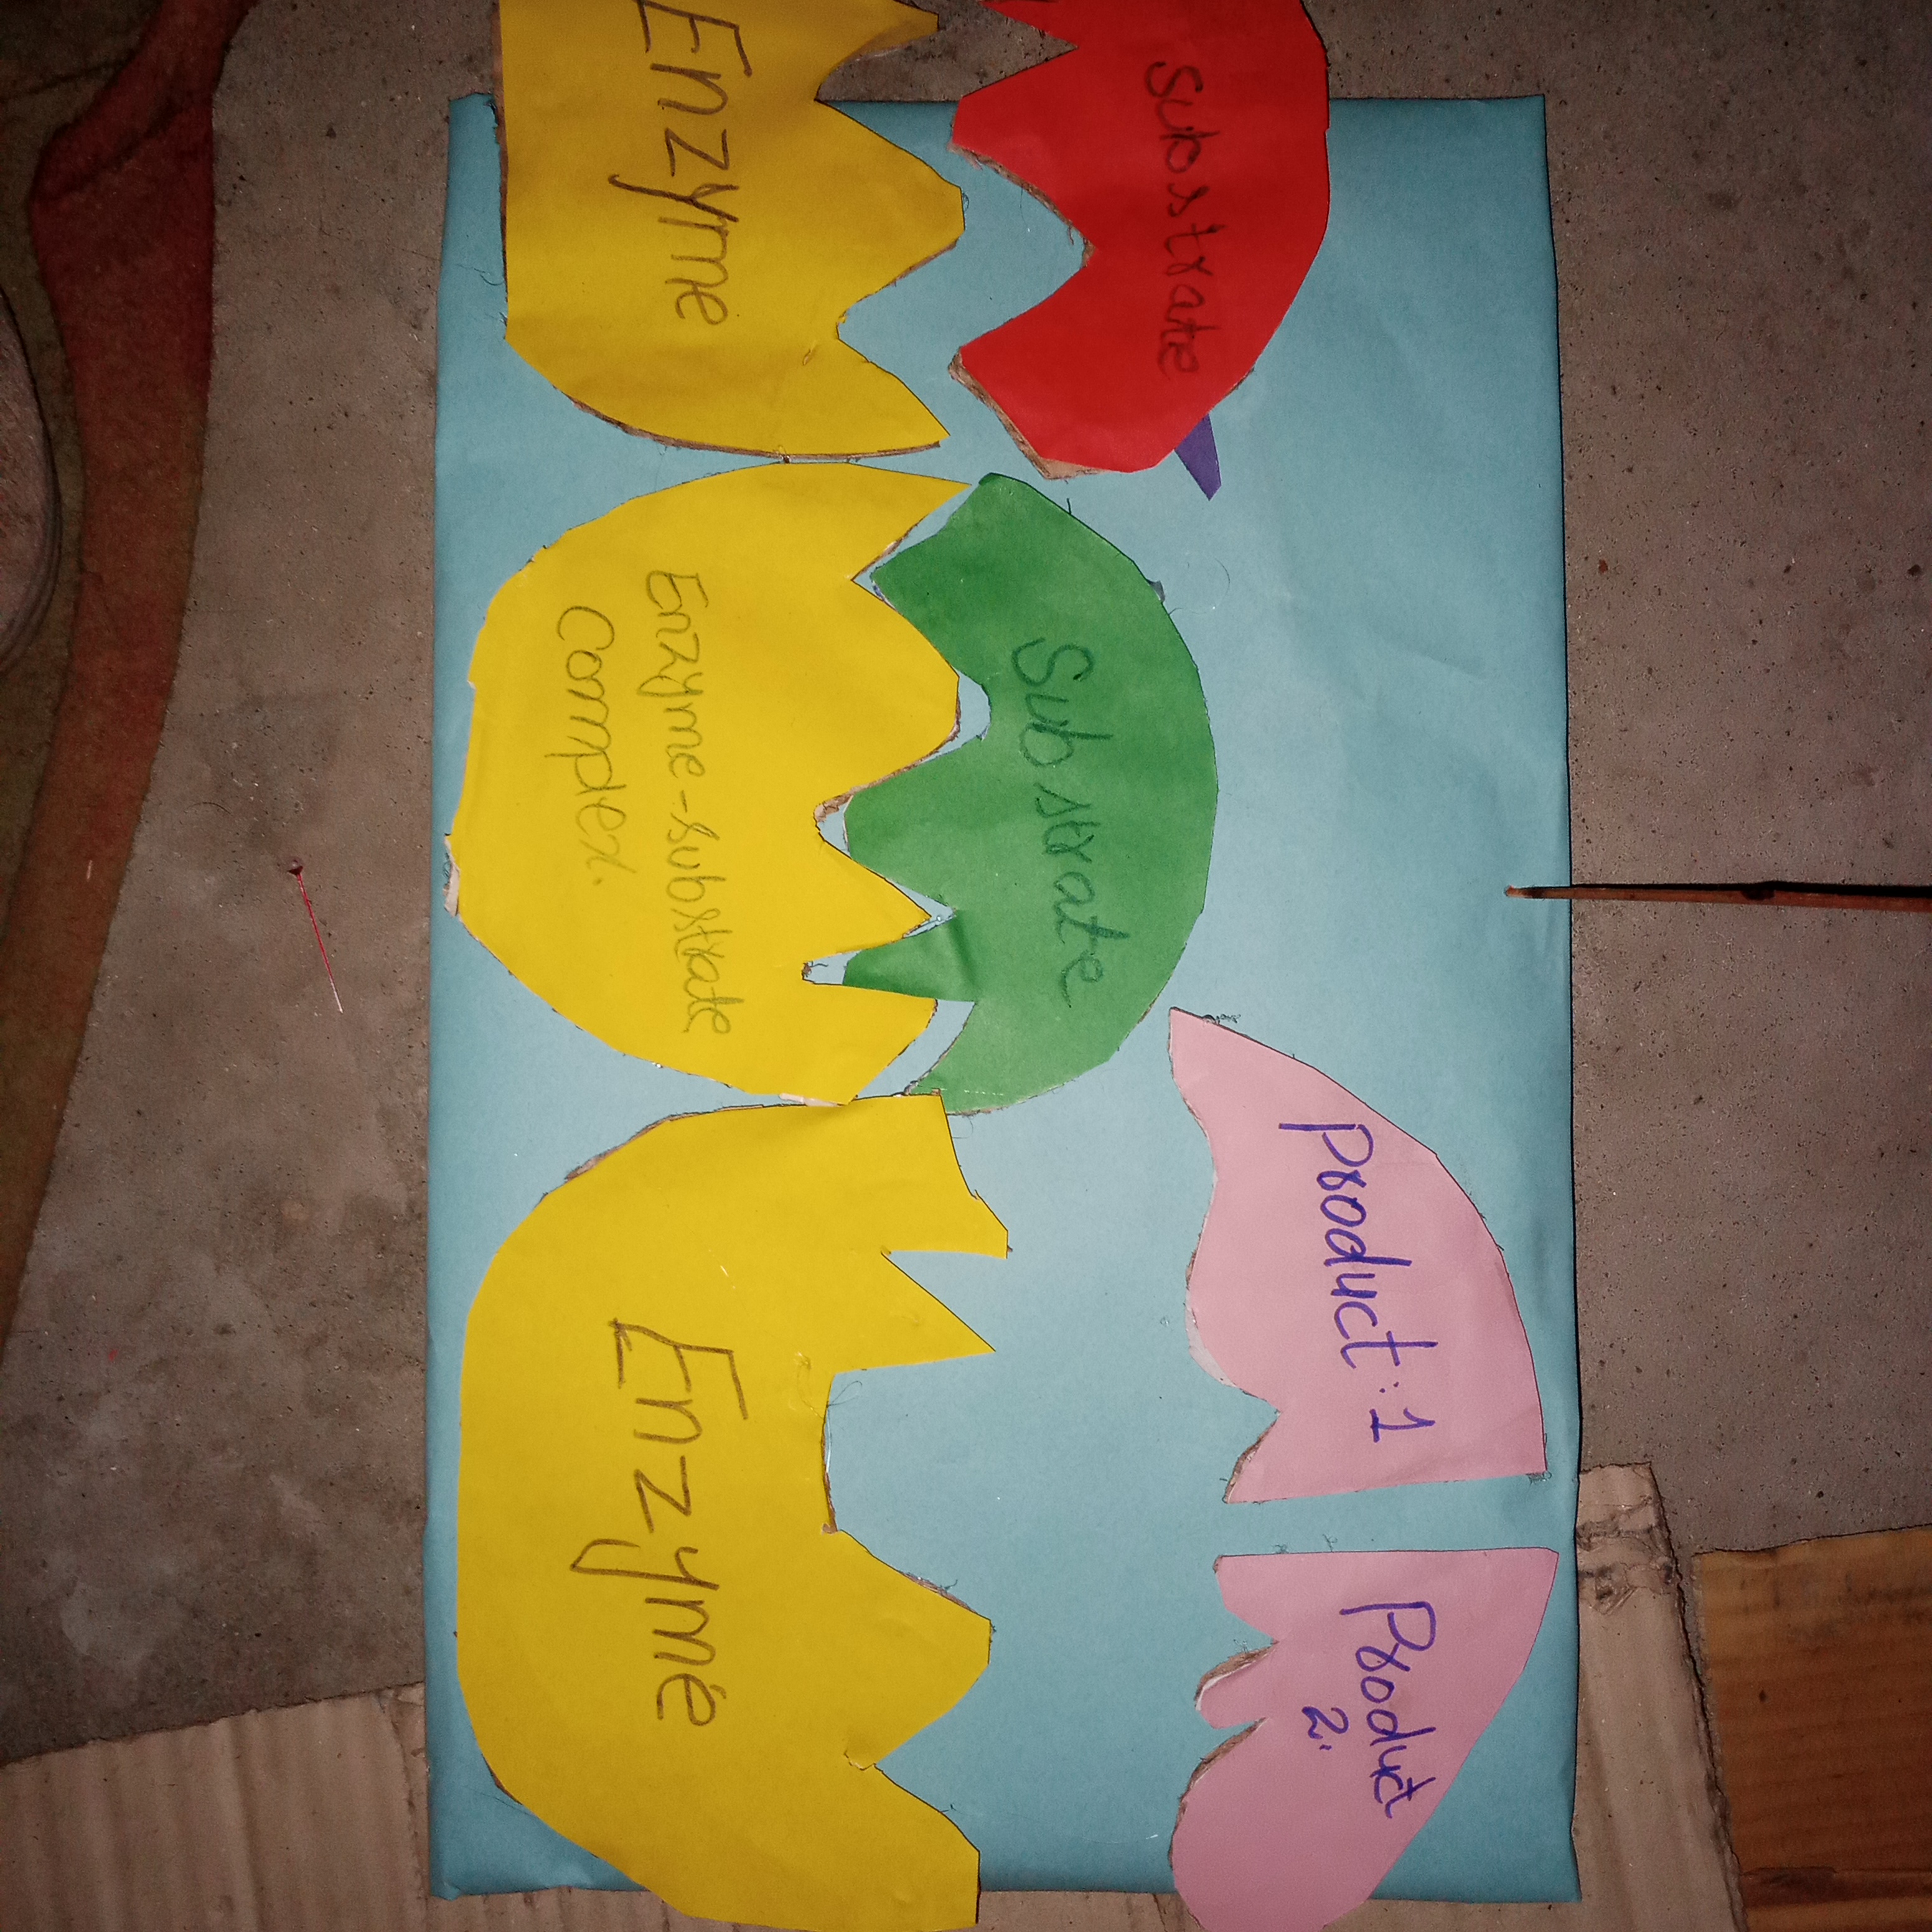 Substrate
Enzyme
Substrate
Enzyme-substrate
Complex.
Product:1
Product
2.
Enzyme